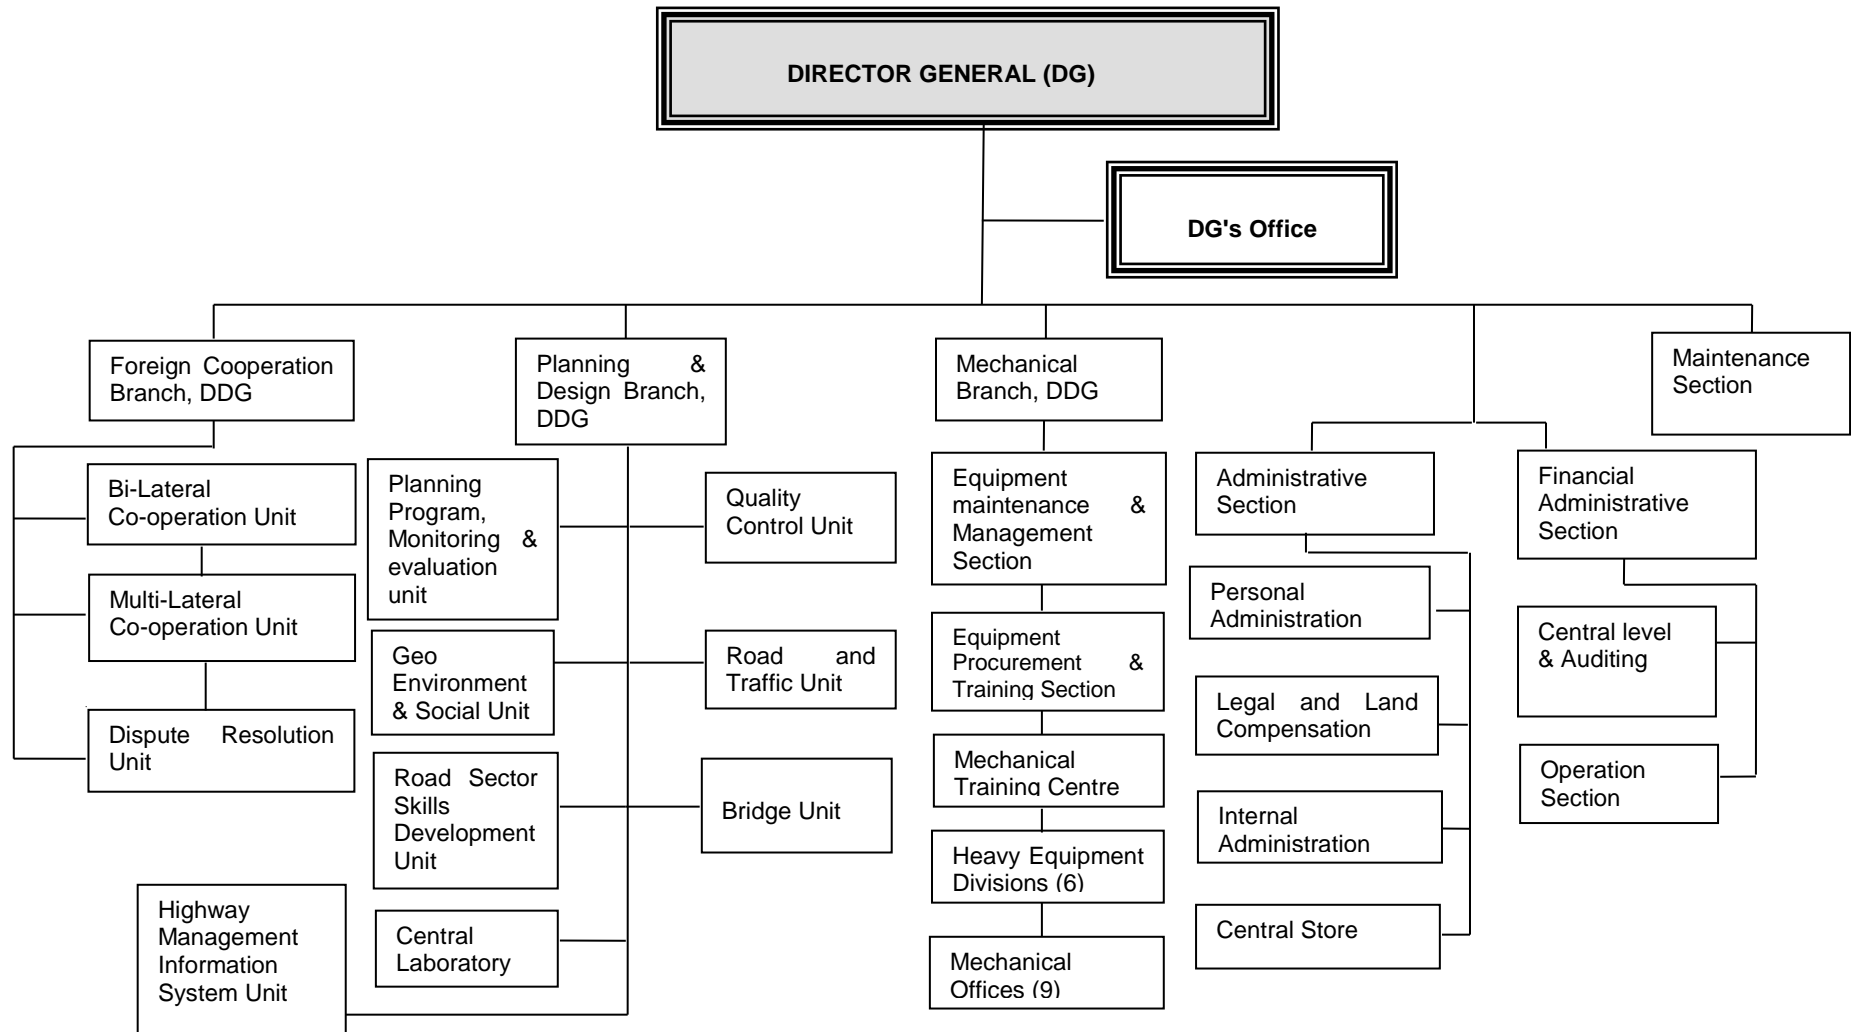 DIRECTOR GENERAL (DG)
DG's Office
Foreign Cooperation
Branch, DDG
Planning &
Design Branch,
DDG
Mechanical
Branch, DDG
Maintenance
Section
Bi-Lateral
Co-operation Unit
Multi-Lateral
Co-operation Unit
Dispute Resolution
Unit
Planning
Program,
Monitoring &
evaluation
unit
Quality
Control Unit
Geo
Environment
& Social Unit
Road and
Traffic Unit
Road Sector
Skills
Development
Unit
Bridge Unit
Highway
Management
Information
System Unit
Central
Laboratory
Equipment
maintenance &
Management
Section
Equipment
Procurement &
Training Section
Mechanical
Training Centre
Heavy Equipment
Divisions (6)
Mechanical
Offices (9)
Administrative
Section
Personal
Administration
Legal and Land
Compensation
Internal
Administration
Central Store
Financial
Administrative
Section
Central level
& Auditing
Operation
Section